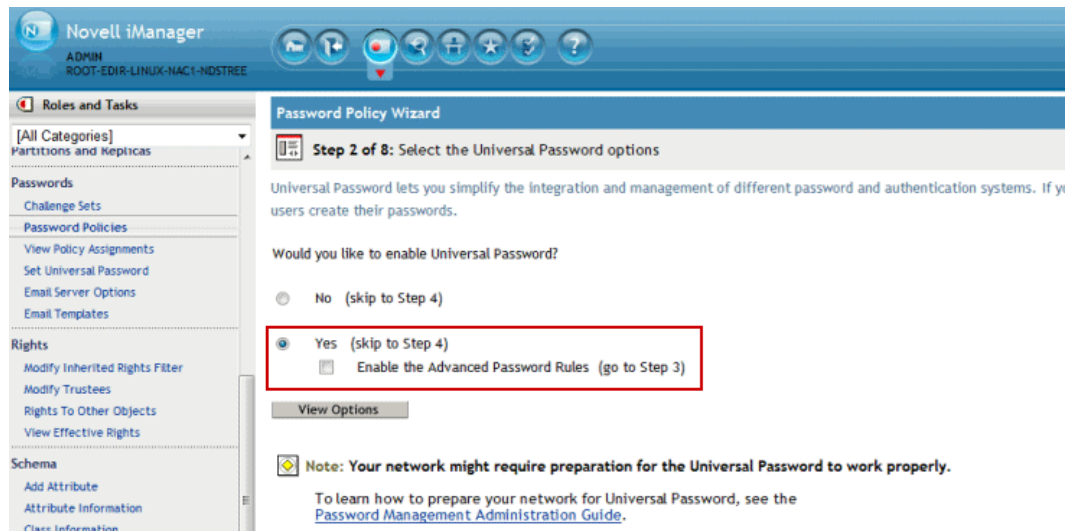 Novell iManager
ADMIN
ROOT-EDIR-LINUX-NAC1-NDSTREE
Roles and Tasks
[All Categories]
Partitions and Replicas
Passwords
Challenge Sets
Password Policies
View Policy Assignments
Set Universal Password
Email Server Options
Email Templates
Rights
Modify Inherited Rights Filter
Modify Trustees
Rights To Other Objects
View Effective Rights
Schema
Add Attribute
Attribute Information
Class Information
Password Policy Wizard
Step 2 of 8: Select the Universal Password options
Universal Password lets you simplify the integration and management of different password and authentication systems. If
users create their passwords.
Would you like to enable Universal Password?
No (skip to Step 4)
Yes (skip to Step 4)
Enable the Advanced Password Rules (go to Step 3)
View Options
Note: Your network might require preparation for the Universal Password to work properly.
To learn how to prepare your network for Universal Password, see the
Password Management Administration Guide.